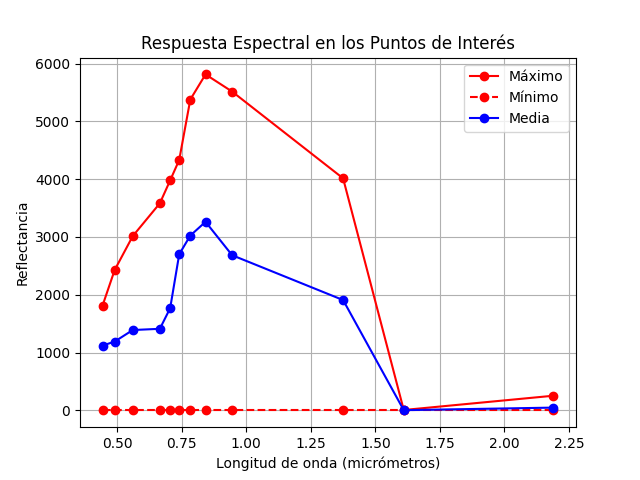 Respuesta Espectral en los Puntos de Interés
6000
5000
4000
3000
2000
1000
0
Reflectancia
Máximo
Mínimo
Media
0.50 0.75 1.00 1.25 1.50 1.75 2.00 2.25
Longitud de onda (micrómetros)